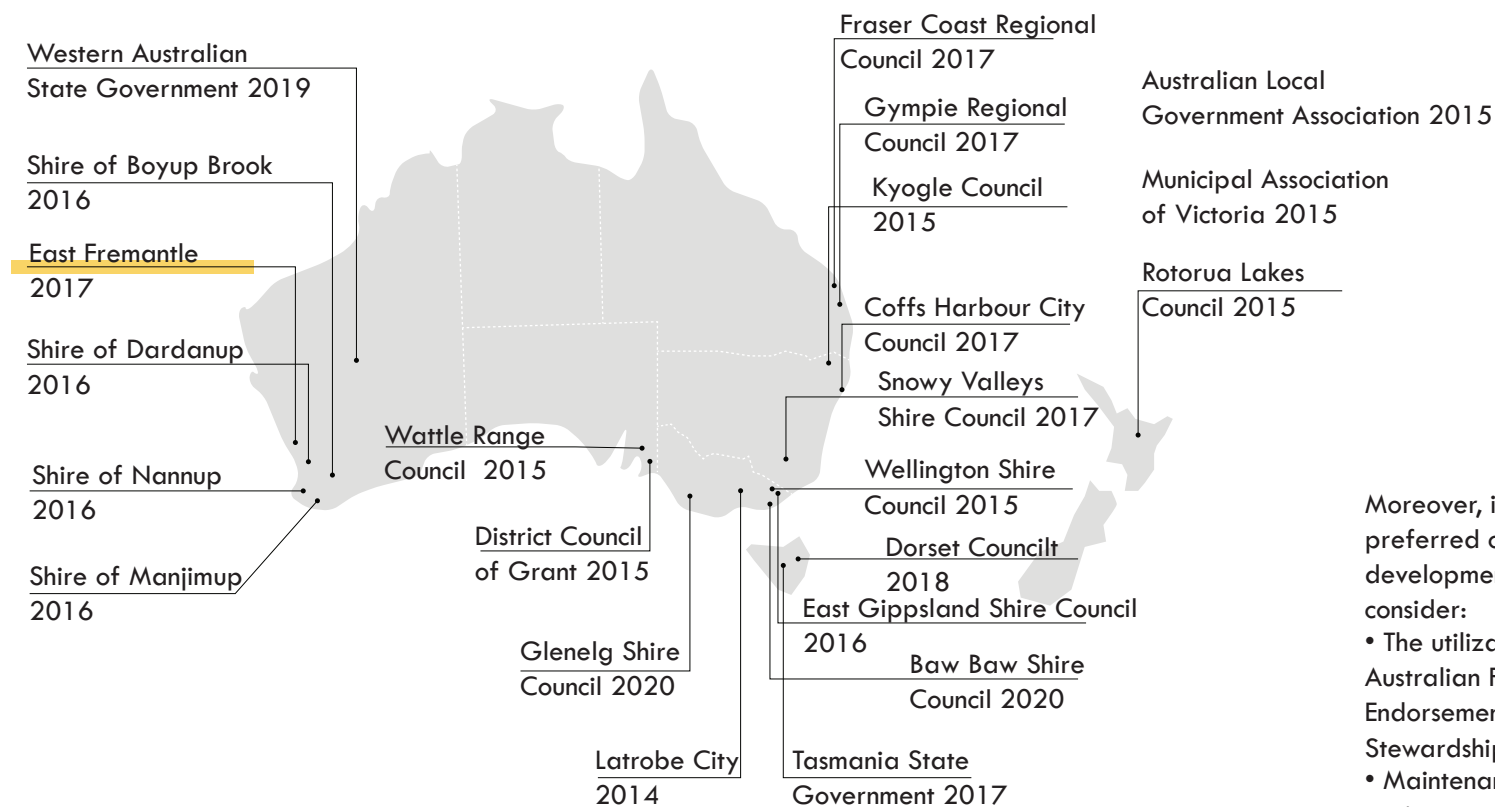 Western Australian
State Government 2019
Shire of Boyup Brook
2016
East Fremantle
2017
Shire of Dardanup
2016
Shire of Nannup
2016
Shire of Manjimup
2016
Wattle Range
Council 2015
District Council
of Grant 2015
Glenelg Shire
Council 2020
Latrobe City
2014
Fraser Coast Regional
Council 2017
Gympie Regional
Council 2017
Kyogle Council
2015
Coffs Harbour City
Council 2017
Snowy Valleys
Shire Council 2017
Wellington Shire
Council 2015
Dorset Councilt
2018
East Gippsland Shire Council
2016
Baw Baw Shire
Council 2020
Tasmania State
Government 2017
Australian Local
Government Association 2015
Municipal Association
of Victoria 2015
Rotorua Lakes
Council 2015
Moreover,
preferred
developmen
consider:
• The utiliza
Australian F
Endorsemen
Stewardship
• Maintenan